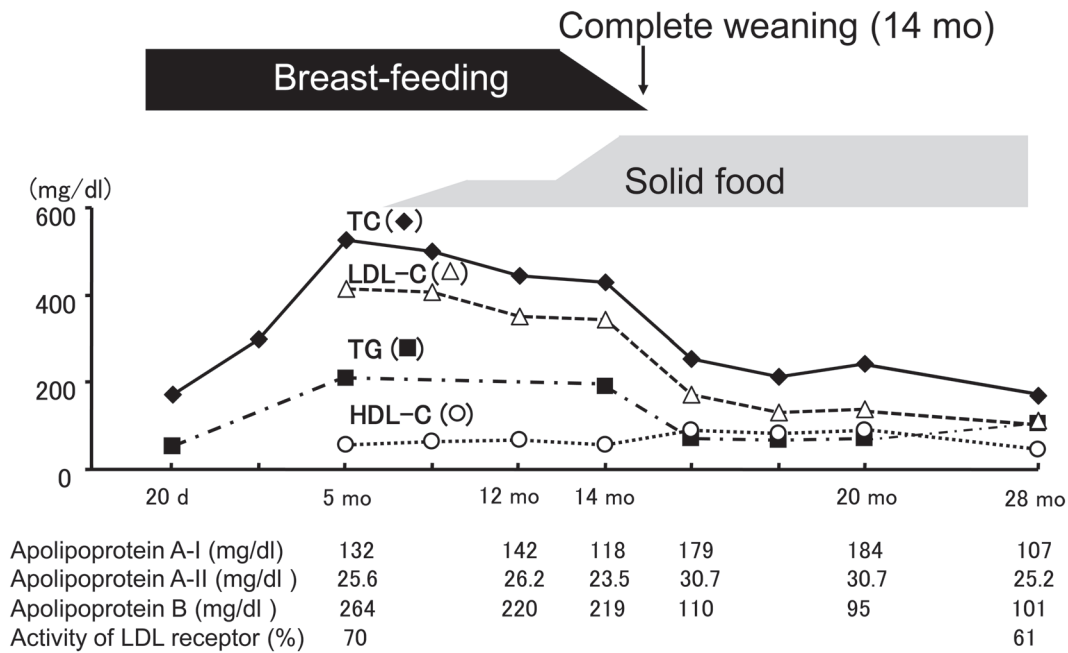 Complete weaning (14 mo)
Breast-feeding
Solid food
(mg/dl)
600
TC(◆)
LDL-C(△)
400
TG(■)
200
HDL-C(○)
0
20 d 5 mo 12 mo 14 mo 20 mo 28 mo
Apolipoprotein A-I (mg/dl) 132 142 118 179 184 107
Apolipoprotein A-II (mg/dl ) 25.6 26.2 23.5 30.7 30.7 25.2
Apolipoprotein B (mg/dl ) 264 220 219 110 95 101
Activity of LDL receptor (%) 70 61